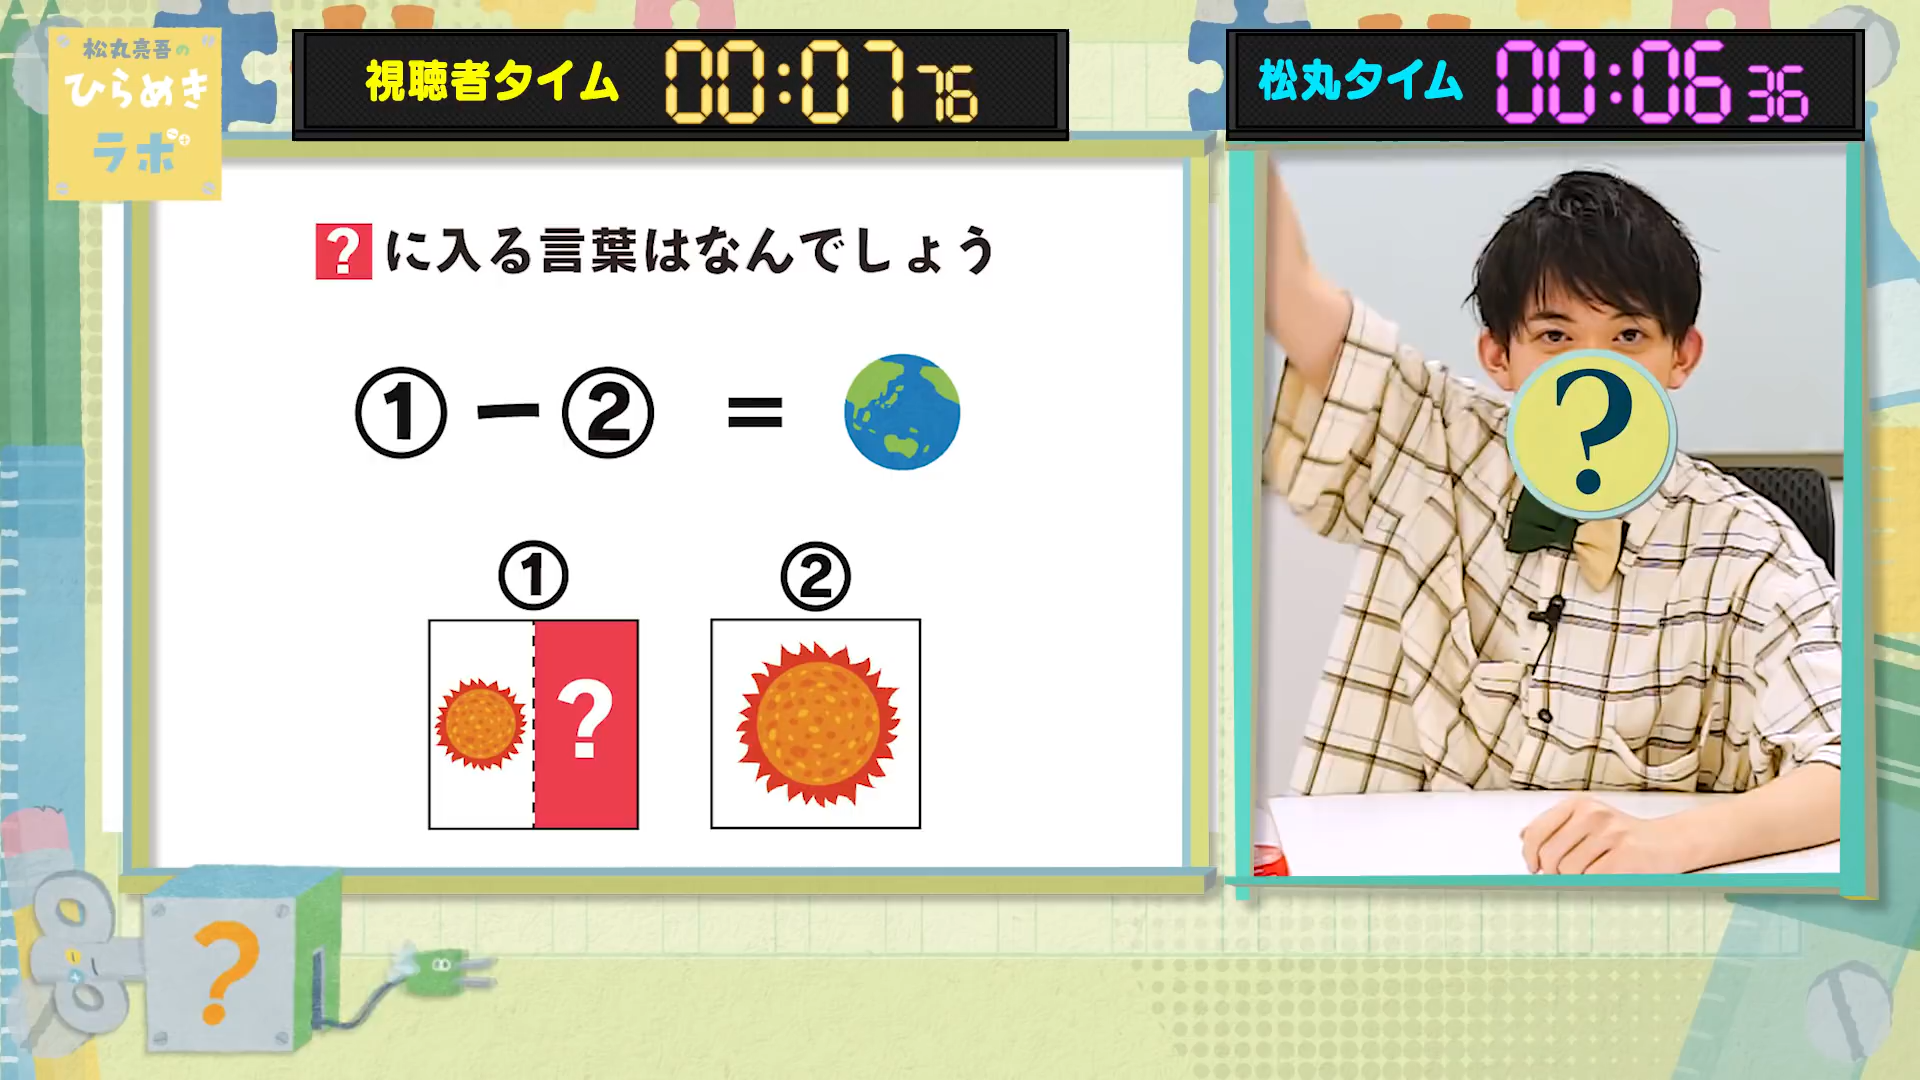 松丸亮吾の
ひらめき
ラボ
視聴者タイム 00:07 76
松丸タイム 00:06 36
?に入る言葉はなんでしょう
① − ② =
① ②
?
?
?